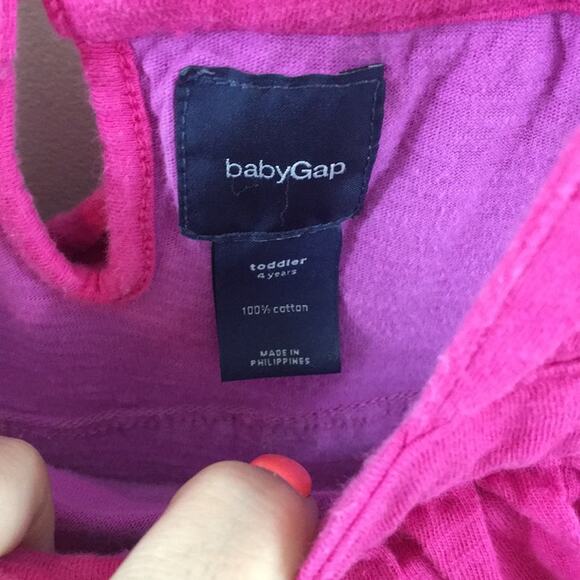 babyGap
toddler
4 years
100% cotton
MADE IN
PHILIPPINES